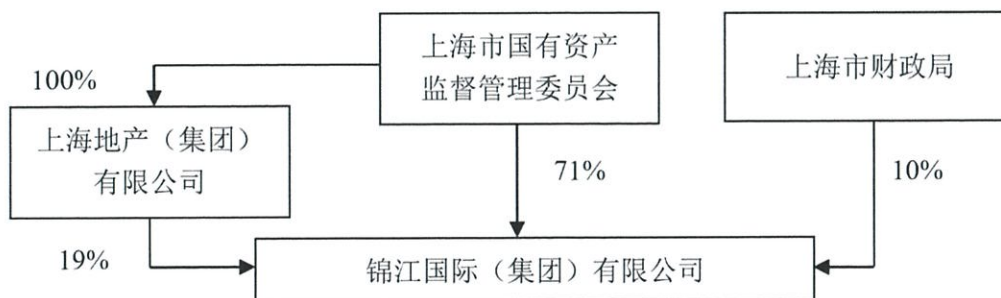 上海市国有资产
监督管理委员会
上海市财政局
100%
上海地产（集团）
有限公司
71%
10%
19%
锦江国际（集团）有限公司